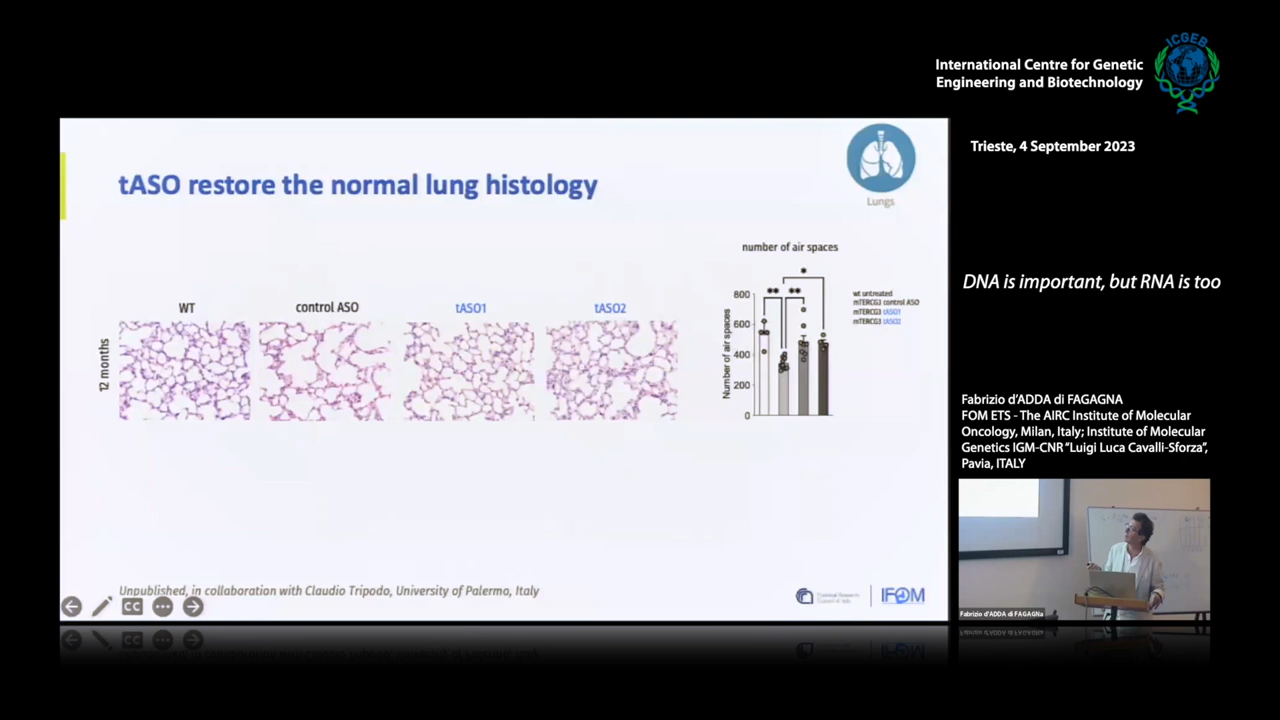 ICGEB
International Centre for Genetic
Engineering and Biotechnology
Trieste, 4 September 2023
tASO restore the normal lung histology
Lungs
number of air spaces
WT
control ASO
tASO1
tASO2
12 months
Number of air spaces
800
600
400
200
0
**
**
*
wt untreated
mTERCG3 control ASO
mTERCG3 tASO1
mTERCG3 tASO2
DNA is important, but RNA is too
Fabrizio d’ADDA di FAGAGNA
FOM ETS - The AIRC Institute of Molecular
Oncology, Milan, Italy; Institute of Molecular
Genetics IGM-CNR “Luigi Luca Cavalli-Sforza”,
Pavia, ITALY
Unpublished, in collaboration with Claudio Tripodo, University of Palermo, Italy
CC
IFOM
Fabrizio d'ADDA di FAGAGNa